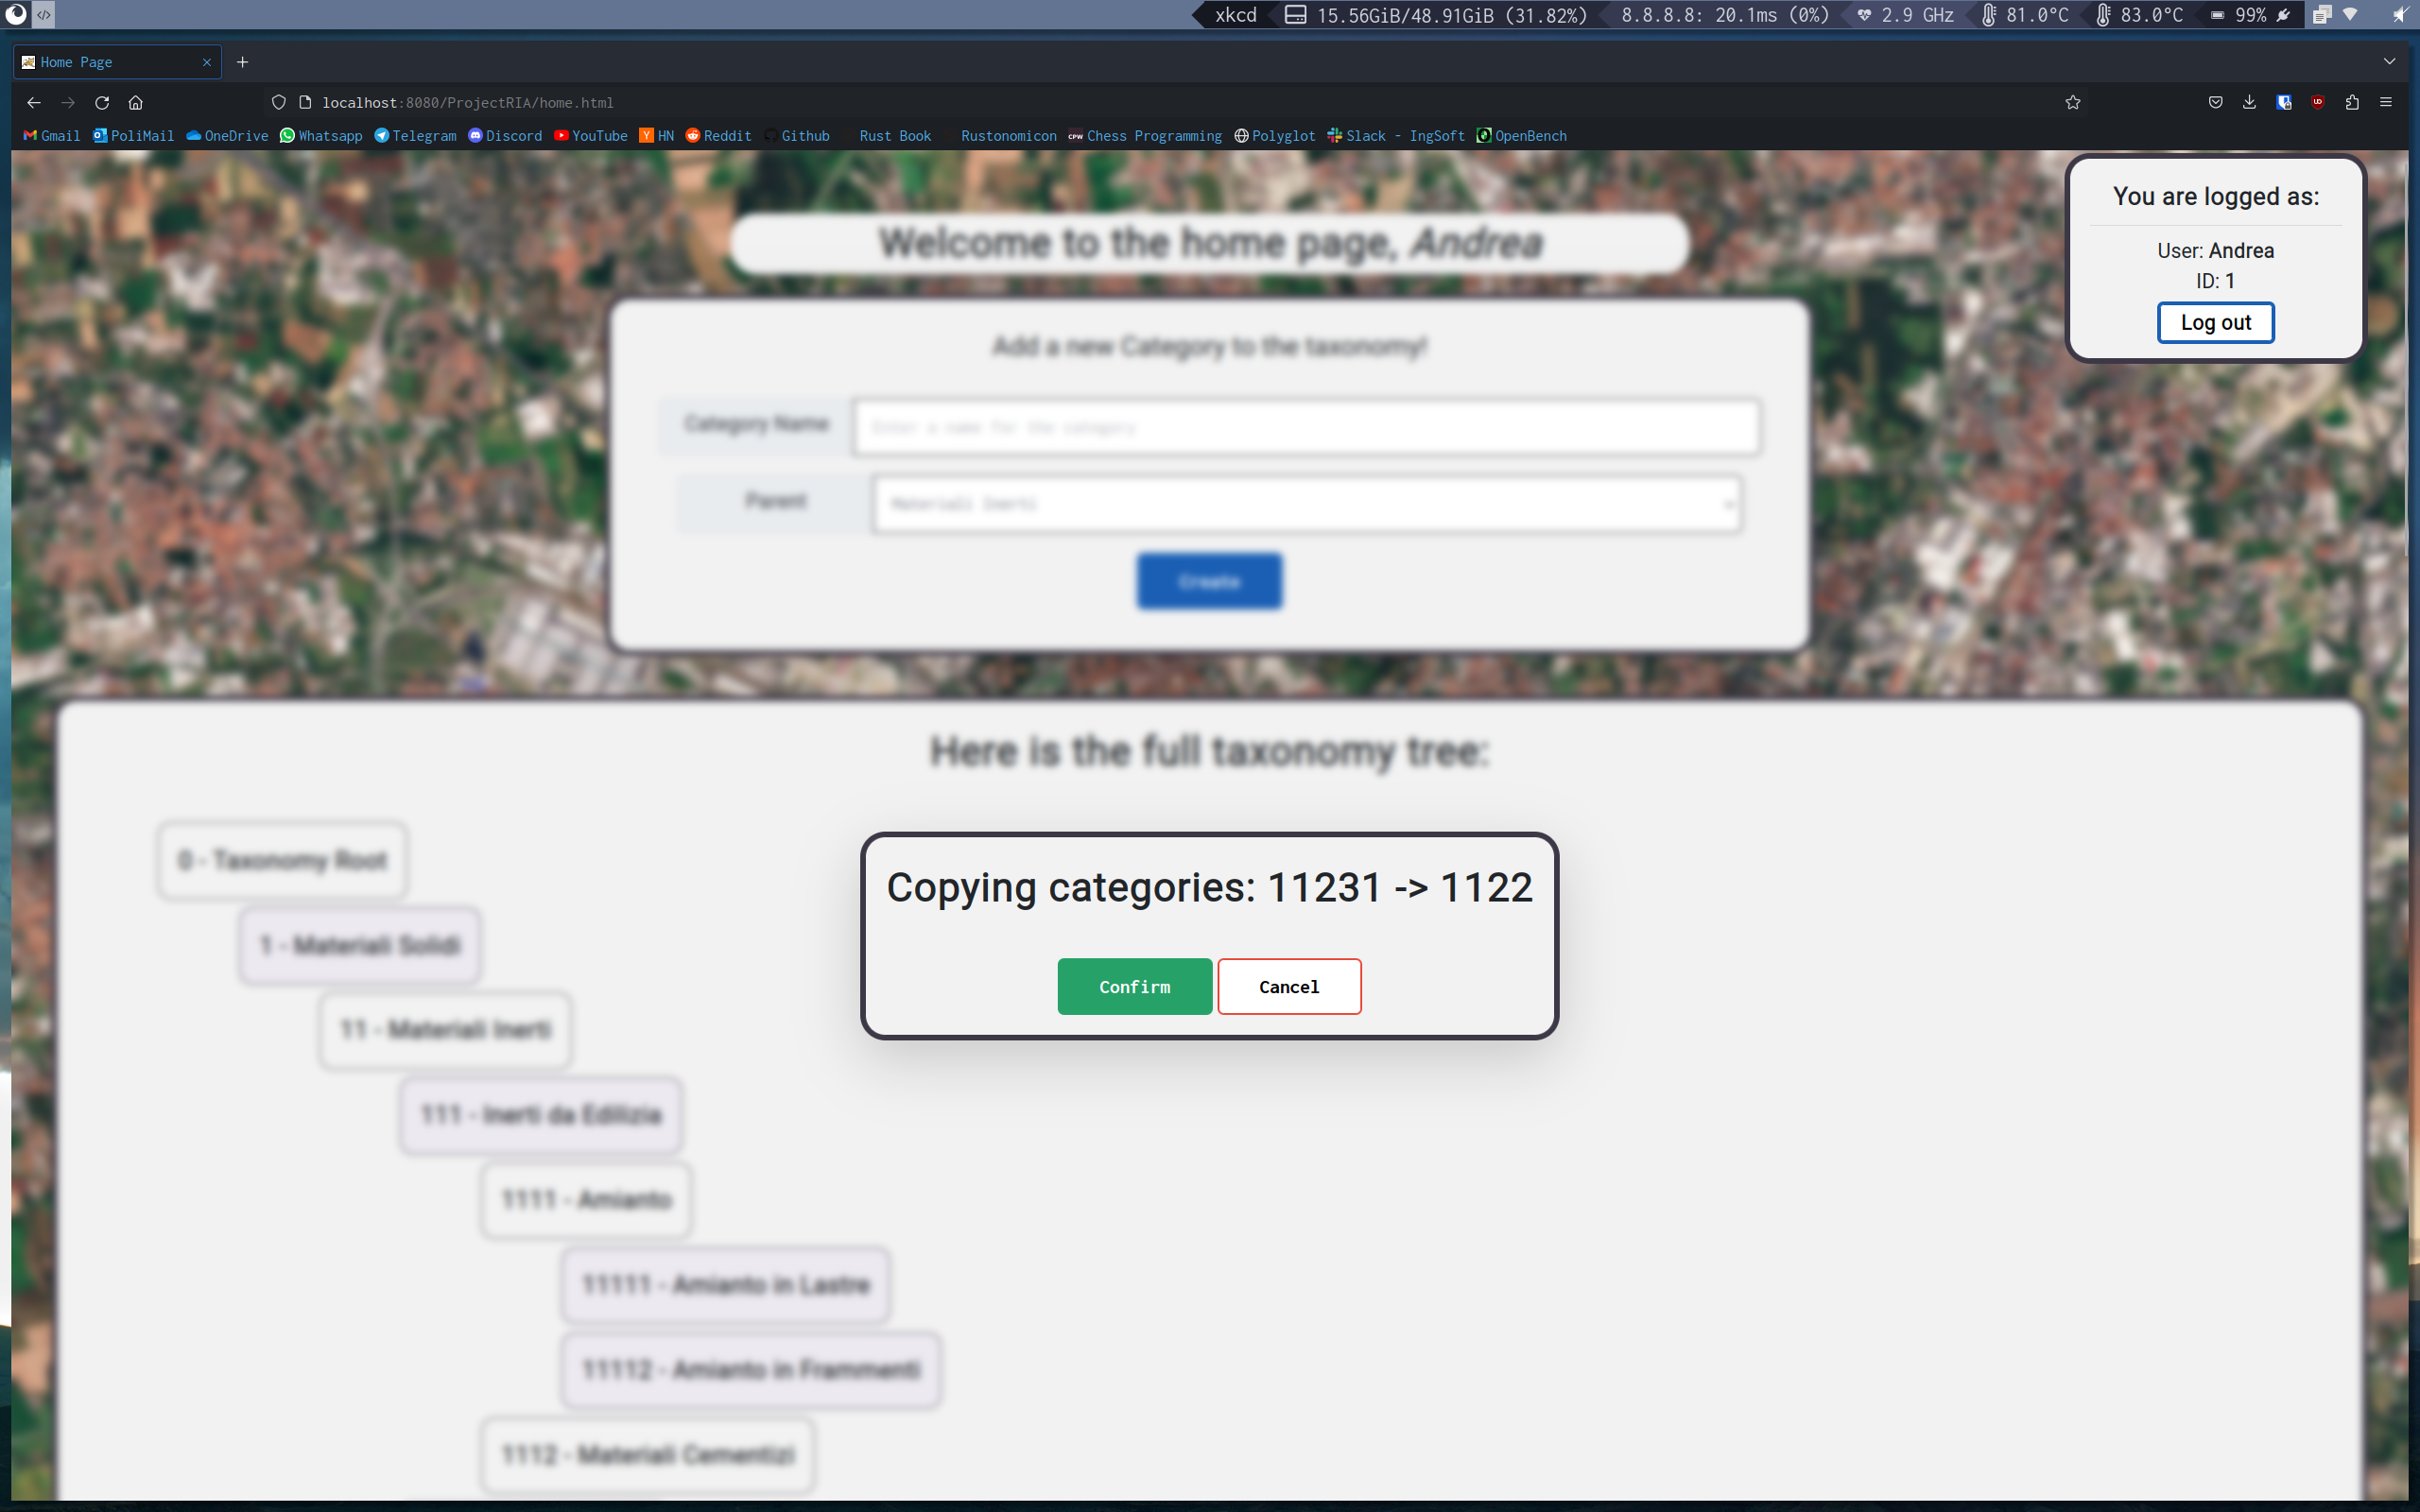 xkcd 15.56GiB/48.91GiB (31.82%) 8.8.8.8: 20.1ms (0%) 2.9 GHz 81.0°C 83.0°C 99%
Home Page
localhost:8080/ProjectRIA/home.html
Gmail PoliMail OneDrive Whatsapp Telegram Discord YouTube HN Reddit Github Rust Book Rustonomicon Chess Programming Polyglot Slack - IngSoft OpenBench
You are logged as:
User: Andrea
ID: 1
Log out
Welcome to the home page, Andrea
Add a new Category to the taxonomy!
Category Name Enter a name for the category
Parent Materiali Inerti
Create
Here is the full taxonomy tree:
0 - Taxonomy Root
1 - Materiali Solidi
11 - Materiali Inerti
111 - Inerti da Edilizia
1111 - Amianto
11111 - Amianto in Lastre
11112 - Amianto in Frammenti
1112 - Materiali Cementizi
Copying categories: 11231 -> 1122
Confirm Cancel